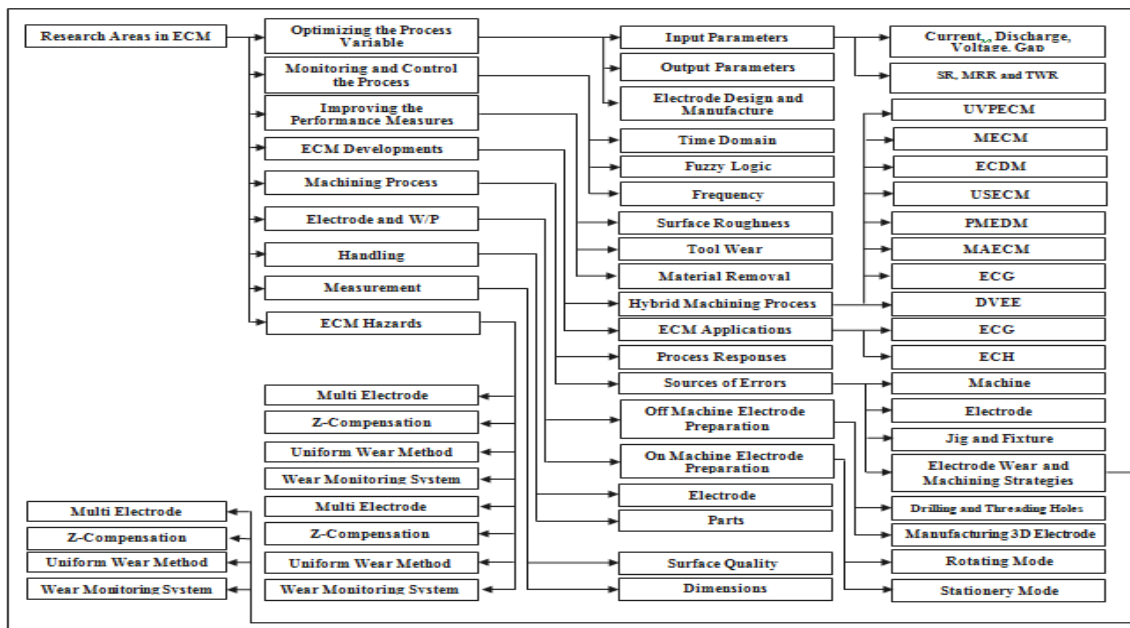 Research Areas in ECM
Optimizing the Process
Variable
Monitoring and Control
the Process
Improving the
Performance Measures
ECM Developments
Machining Process
Electrode and W/P
Handling
Measurement
ECM Hazards
Multi Electrode
Z-Compensation
Uniform Wear Method
Wear Monitoring System
Multi Electrode
Z-Compensation
Uniform Wear Method
Wear Monitoring System
Multi Electrode
Z-Compensation
Uniform Wear Method
Wear Monitoring System
Input Parameters
Output Parameters
Electrode Design and
Manufacture
Time Domain
Fuzzy Logic
Frequency
Surface Roughness
Tool Wear
Material Removal
Hybrid Machining Process
ECM Applications
Process Responses
Sources of Errors
Off Machine Electrode
Preparation
On Machine Electrode
Preparation
Electrode
Parts
Surface Quality
Dimensions
Current,, Discharge,
Voltage, Gap
SR, MRR and TWR
UVPECM
MECM
ECDM
USECM
PMEDM
MAECM
ECG
DVEE
ECG
ECH
Machine
Electrode
Jig and Fixture
Electrode Wear and
Machining Strategies
Drilling and Threading Holes
Manufacturing 3D Electrode
Rotating Mode
Stationery Mode